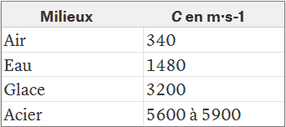 Milieux C en m·s-1
Air 340
Eau 1480
Glace 3200
Acier 5600 à 5900